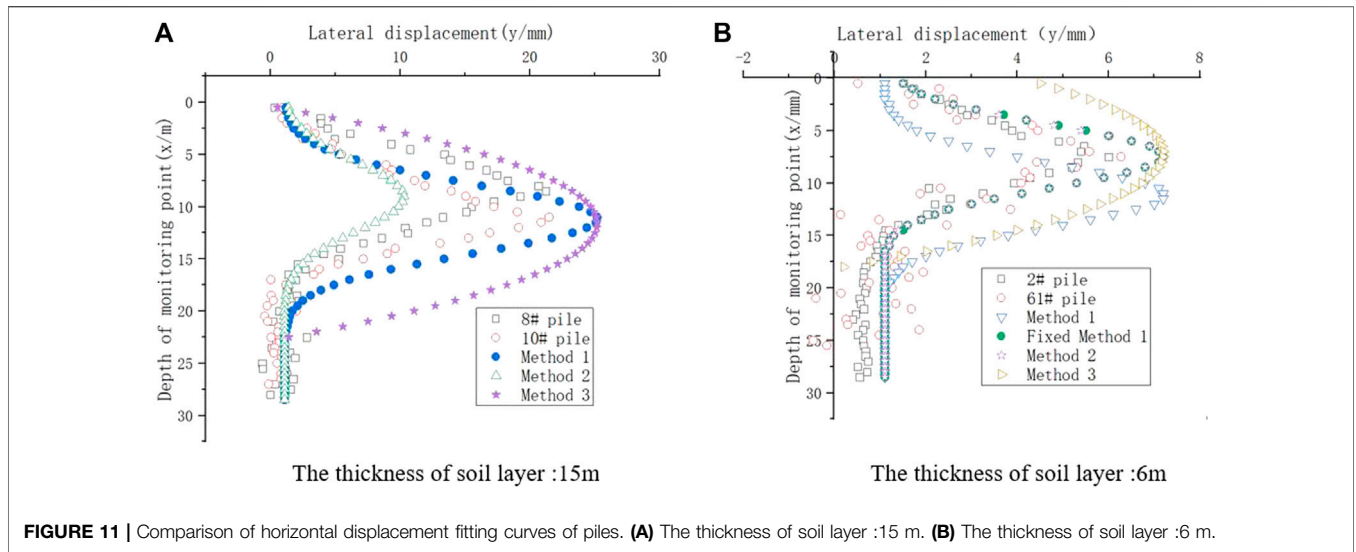 A
Lateral displacement(y/mm)
0 10 20 30
Depth of monitoring point(x/m)
0
5
10
15
20
25
30
8# pile
10# pile
Method 1
Method 2
Method 3
The thickness of soil layer :15m
B
Lateral displacement (y/mm)
-2 0 2 4 6 8
Depth of monitoring point(x/mm)
0
5
10
15
20
25
30
2# pile
61# pile
Method 1
Fixed Method 1
Method 2
Method 3
The thickness of soil layer :6m
FIGURE 11 | Comparison of horizontal displacement fitting curves of piles. (A) The thickness of soil layer :15 m. (B) The thickness of soil layer :6 m.